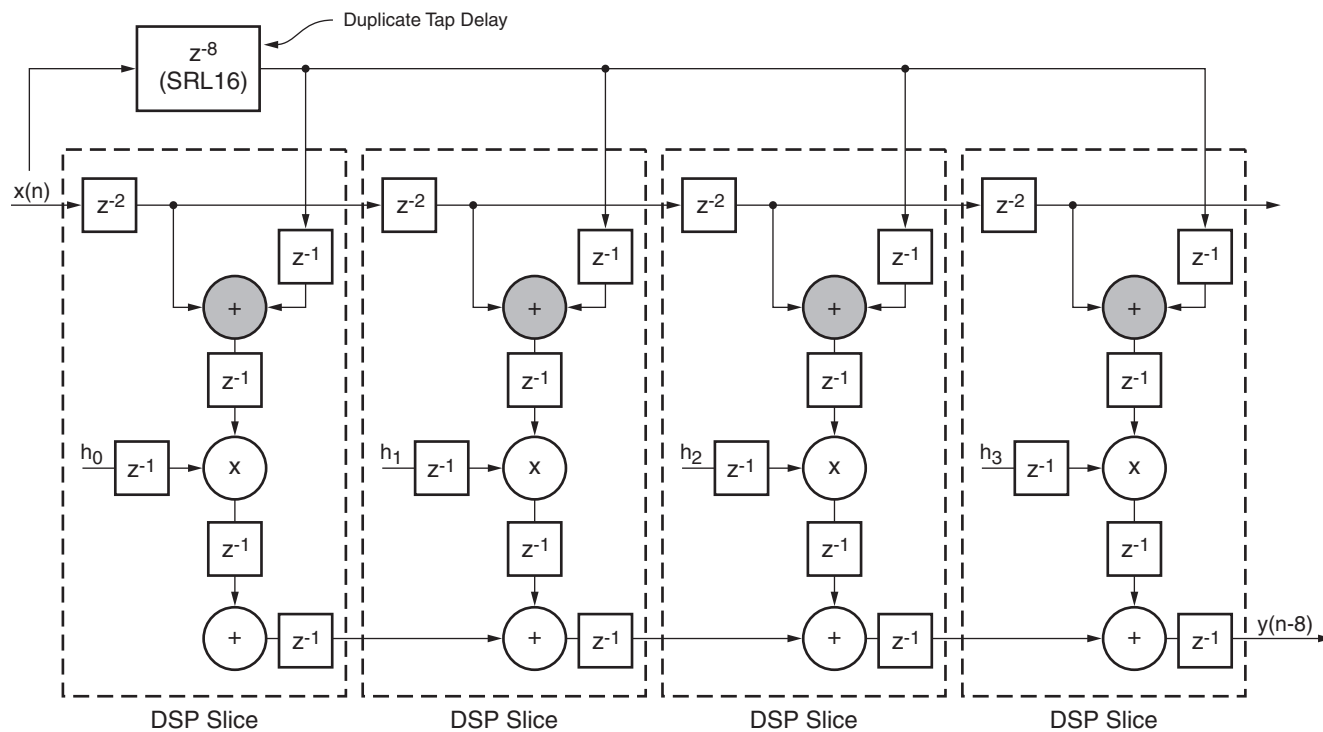 Duplicate Tap Delay
z-8
(SRL16)
x(n)
z-2
z-2
z-2
z-2
z-1
z-1
z-1
z-1
+
+
+
+
z-1
z-1
z-1
z-1
h0
z-1
x
h1
z-1
x
h2
z-1
x
h3
z-1
x
z-1
z-1
z-1
z-1
+
z-1
+
z-1
+
z-1
+
z-1
y(n-8)
DSP Slice
DSP Slice
DSP Slice
DSP Slice